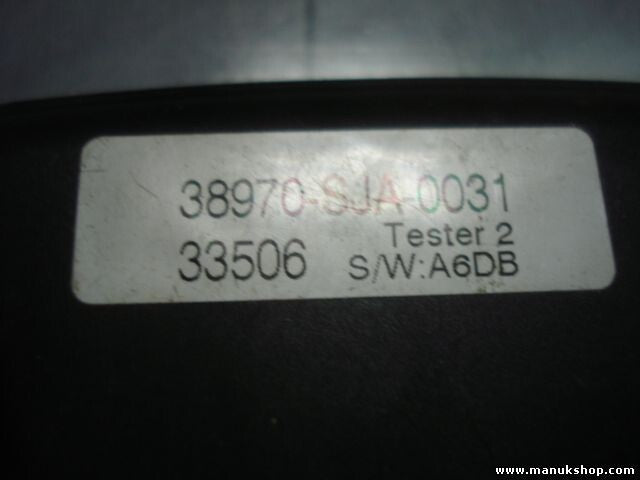 38970-SJA-0031
Tester 2
33506 S/W:A6DB
www.manukshop.com